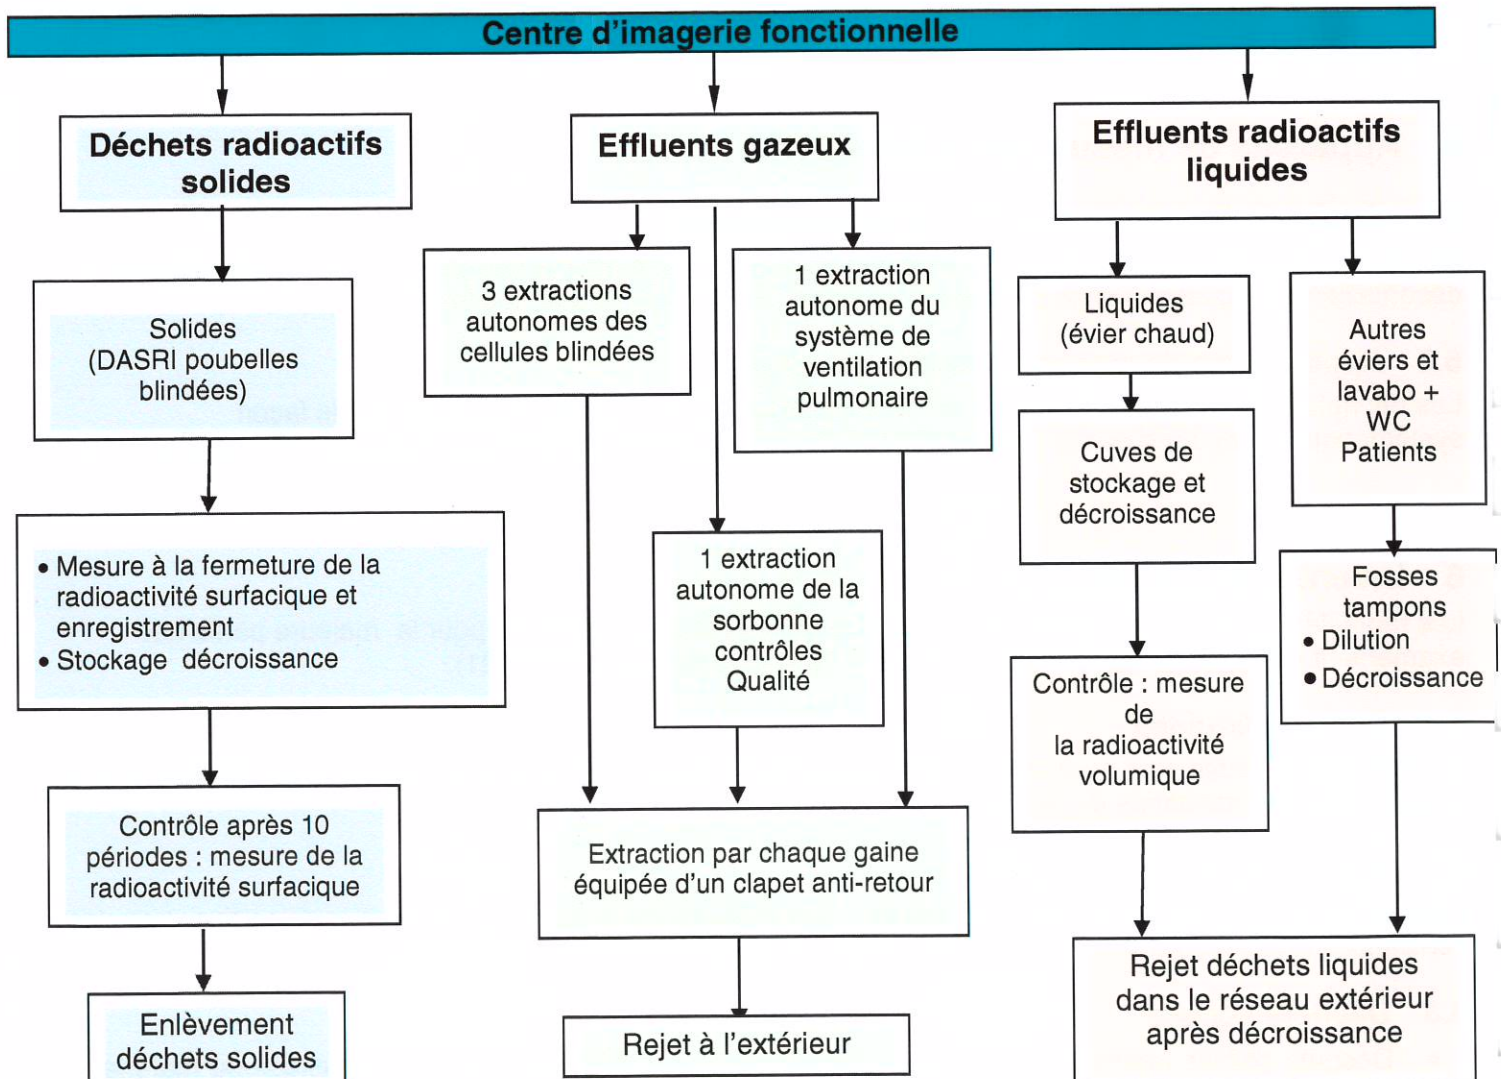 Centre d'imagerie fonctionnelle
Déchets radioactifs
solides
Solides
(DASRI poubelles
blindées)
• Mesure à la fermeture de la
radioactivité surfacique et
enregistrement
• Stockage décroissance
Contrôle après 10
périodes : mesure de la
radioactivité surfacique
Enlèvement
déchets solides
Effluents gazeux
3 extractions
autonomes des
cellules blindées
1 extraction
autonome du
système de
ventilation
pulmonaire
1 extraction
autonome de la
sorbonne
contrôles
Qualité
Extraction par chaque gaine
équipée d'un clapet anti-retour
Rejet à l'extérieur
Effluents radioactifs
liquides
Liquides
(évier chaud)
Cuves de
stockage et
décroissance
Contrôle : mesure
de
la radioactivité
volumique
Autres
éviers et
lavabo +
WC
Patients
Fosses
tampons
• Dilution
• Décroissance
Rejet déchets liquides
dans le réseau extérieur
après décroissance